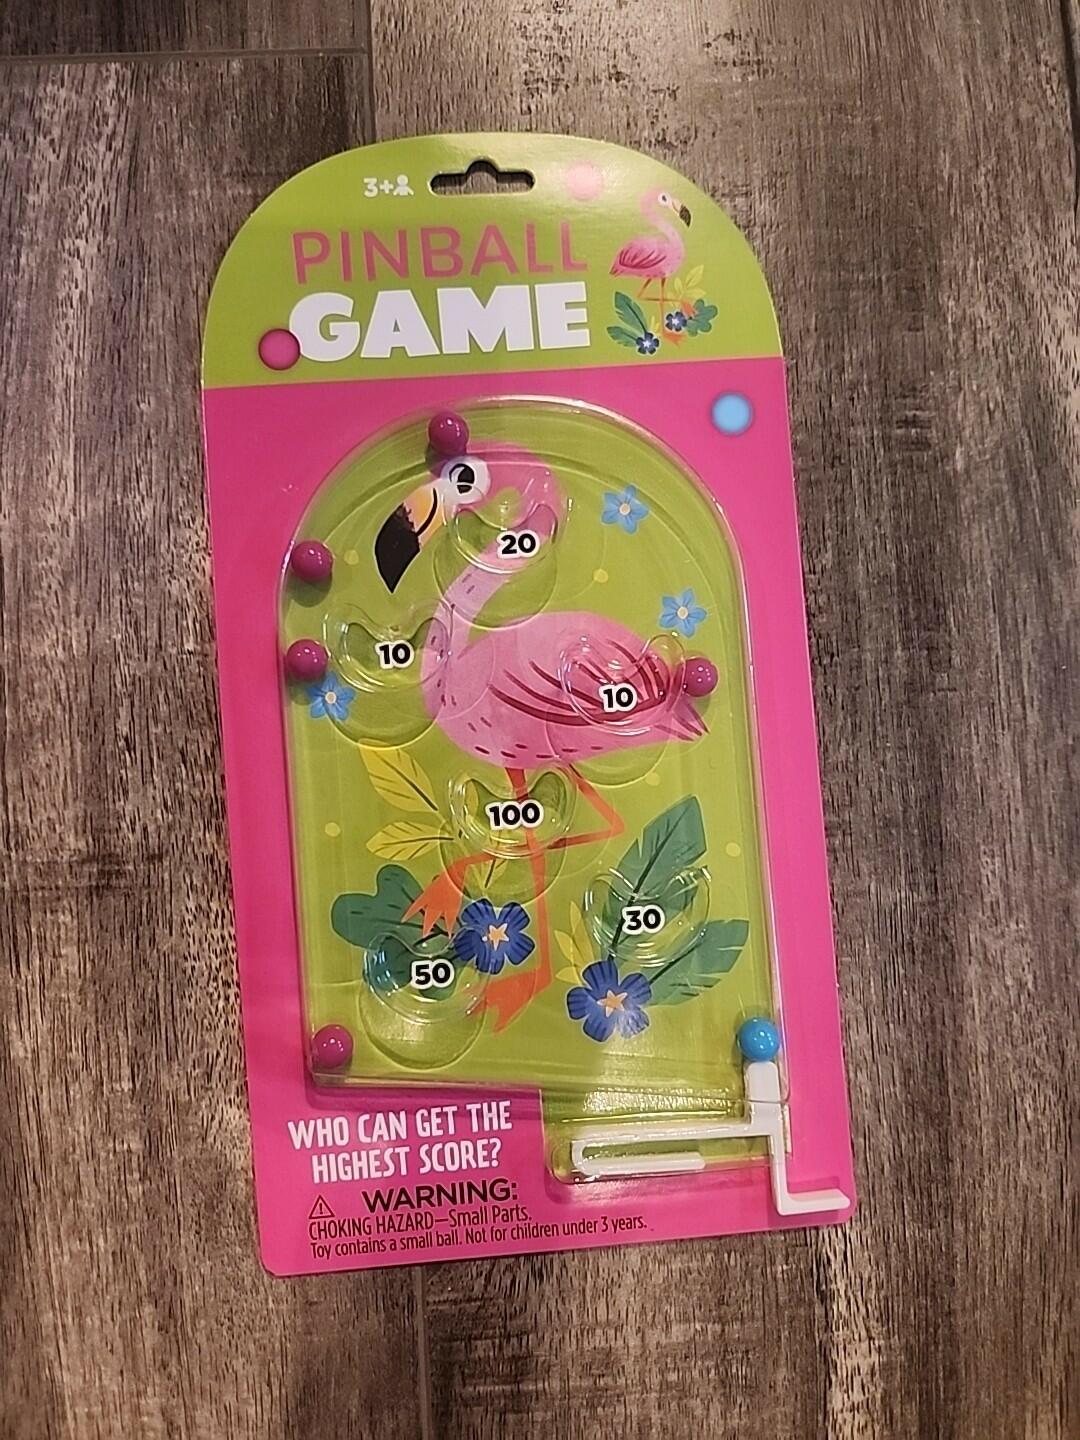 3+
PINBALL
GAME
20
10
10
100
30
50
WHO CAN GET THE
HIGHEST SCORE?
WARNING:
CHOKING HAZARD—Small Parts.
Toy contains a small ball. Not for children under 3 years.